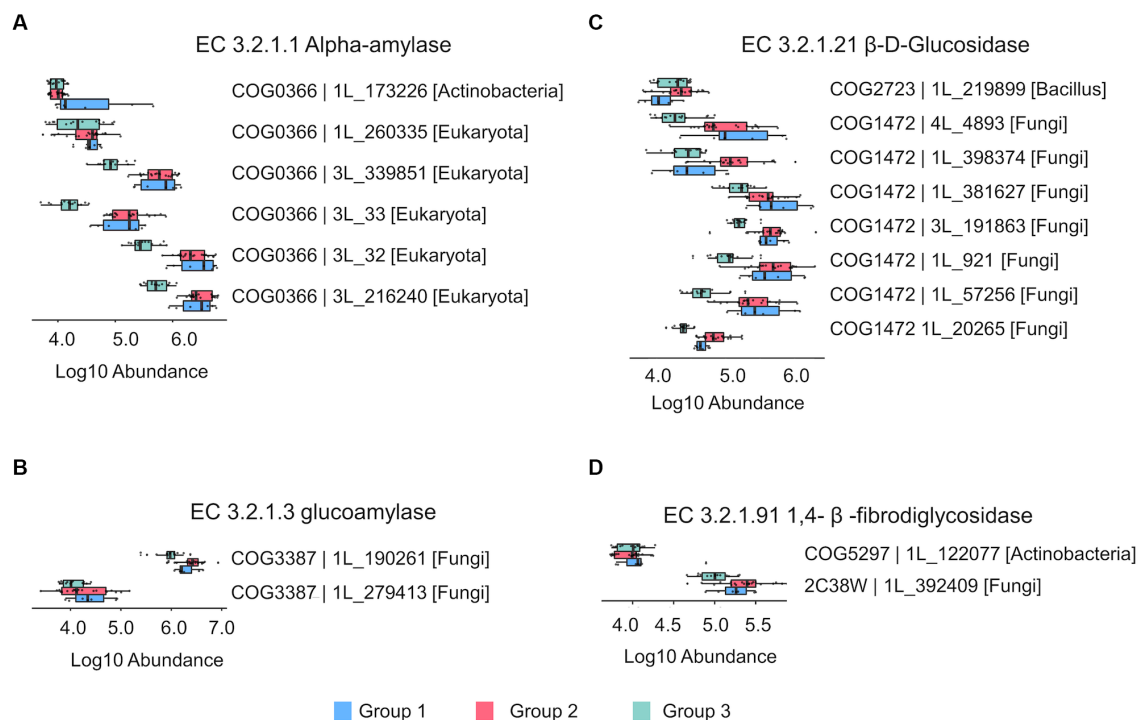 A
EC 3.2.1.1 Alpha-amylase
COG0366 | 1L_173226 [Actinobacteria]
COG0366 | 1L_260335 [Eukaryota]
COG0366 | 3L_339851 [Eukaryota]
COG0366 | 3L_33 [Eukaryota]
COG0366 | 3L_32 [Eukaryota]
COG0366 | 3L_216240 [Eukaryota]
4.0 5.0 6.0
Log10 Abundance
C
EC 3.2.1.21 β-D-Glucosidase
COG2723 | 1L_219899 [Bacillus]
COG1472 | 4L_4893 [Fungi]
COG1472 | 1L_398374 [Fungi]
COG1472 | 1L_381627 [Fungi]
COG1472 | 3L_191863 [Fungi]
COG1472 | 1L_921 [Fungi]
COG1472 | 1L_57256 [Fungi]
COG1472 1L_20265 [Fungi]
4.0 5.0 6.0
Log10 Abundance
B
EC 3.2.1.3 glucoamylase
COG3387 | 1L_190261 [Fungi]
COG3387 | 1L_279413 [Fungi]
4.0 5.0 6.0 7.0
Log10 Abundance
D
EC 3.2.1.91 1,4- β -fibrodiglycosidase
COG5297 | 1L_122077 [Actinobacteria]
2C38W | 1L_392409 [Fungi]
4.0 4.5 5.0 5.5
Log10 Abundance
Group 1 Group 2 Group 3